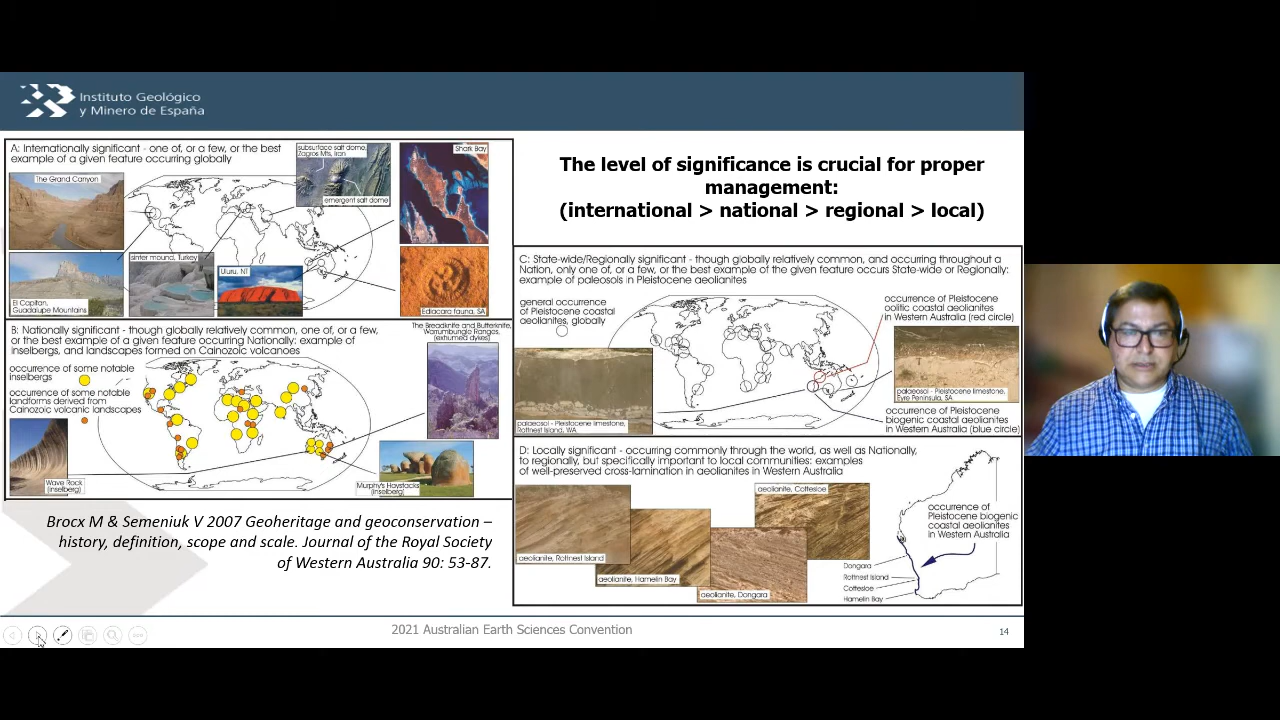 Instituto Geológico
y Minero de España
The level of significance is crucial for proper
management:
(international > national > regional > local)
A: Internationally significant - one of, or a few, or the best
example of a given feature occurring globally
The Grand Canyon
subsurface salt dome,
Zagros Mts, Iran
emergent salt dome
Shark Bay
El Capitan,
Guadalupe Mountains
sinter mound, Turkey
Uluru, NT
Ediacara fauna, SA
B: Nationally significant - though globally relatively common, one of, or a few,
or the best example of a given feature occurring Nationally: example of
inselbergs, and landscapes formed on Cainozoic volcanoes
The Breadknife and Butterknife,
Warrumbungle Ranges,
(exhumed dykes)
occurrence of some notable
inselbergs
occurrence of some notable
landforms derived from
Cainozoic volcanic landscapes
Wave Rock
(inselberg)
Murphy's Haystacks
(inselberg)
Brocx M & Semeniuk V 2007 Geoheritage and geoconservation –
history, definition, scope and scale. Journal of the Royal Society
of Western Australia 90: 53-87.
C: State-wide/Regionally significant - though globally relatively common, and occurring throughout a
Nation, only one of, or a few, or the best example of the given feature occurs State-wide or Regionally:
example of paleosols in Pleistocene aeolianites
general occurrence
of Pleistocene coastal
aeolianites, globally
occurrence of Pleistocene
oolitic coastal aeolianites
in Western Australia (red circle)
palaeosol - Pleistocene limestone,
Rottnest Island, WA
palaeosol - Pleistocene limestone,
Eyre Peninsula, SA
occurrence of Pleistocene
biogenic coastal aeolianites
in Western Australia (blue circle)
D: Locally significant - occurring commonly through the world, as well as Nationally,
to regionally, but specifically important to local communities: examples
of well-preserved cross-lamination in aeolianites in Western Australia
aeolianite, Rottnest Island
aeolianite, Hamelin Bay
aeolianite, Cottesloe
aeolianite, Dongara
occurrence of
Pleistocene biogenic
coastal aeolianites
in Western Australia
Dongara
Rottnest Island
Cottesloe
Hamelin Bay
2021 Australian Earth Sciences Convention
14